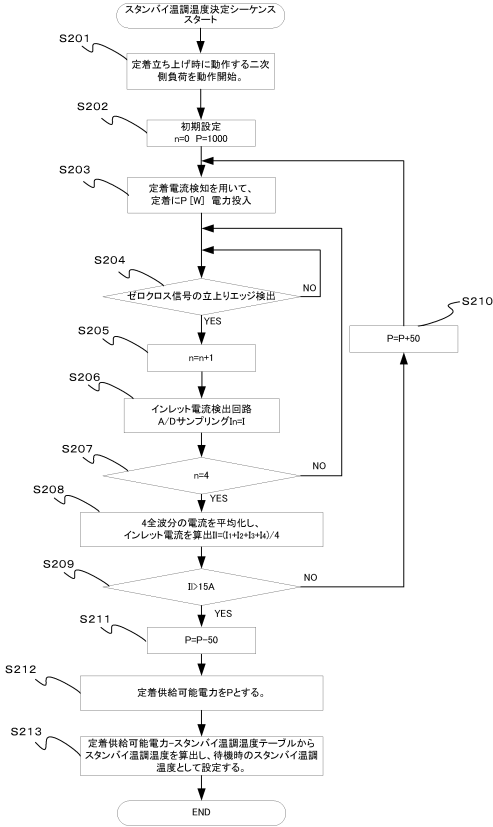 スタンバイ温調温度決定シーケンス
スタート
S201
定着立ち上げ時に動作する二次
側負荷を動作開始。
S202
初期設定
n=0 P=1000
S203
定着電流検知を用いて、
定着にP [W] 電力投入
S204
ゼロクロス信号の立上りエッジ検出
NO
YES
S210
P=P+50
S205
n=n+1
S206
インレット電流検出回路
A/DサンプリングIn=I
S207
n=4
NO
YES
S208
4全波分の電流を平均化し、
インレット電流を算出Il=(I1+I2+I3+I4)/4
S209
Il>15A
NO
YES
S211
P=P-50
S212
定着供給可能電力をPとする。
S213
定着供給可能電力-スタンバイ温調温度テーブルから
スタンバイ温調温度を算出し、待機時のスタンバイ温調
温度として設定する。
END